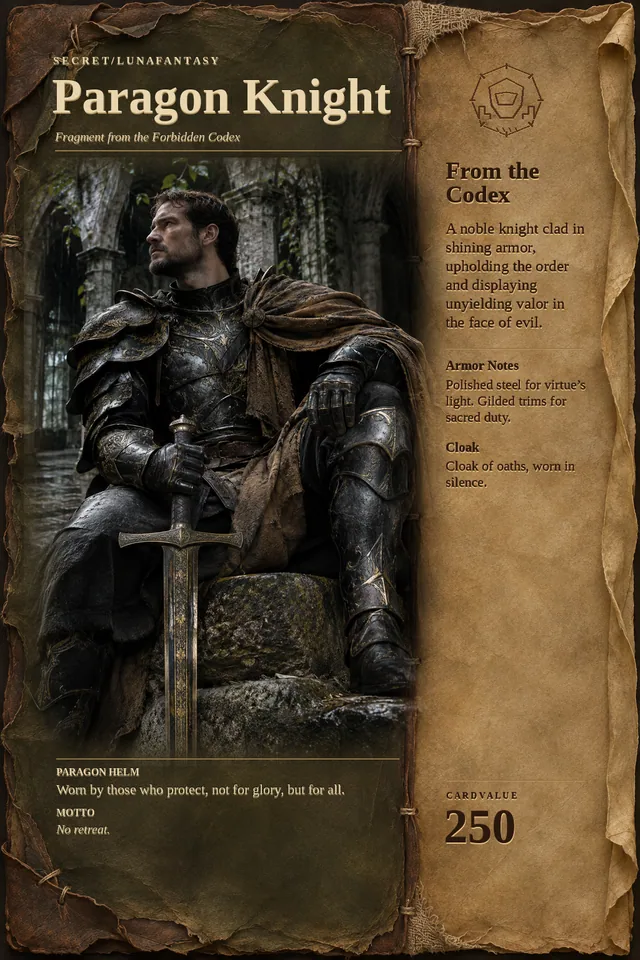 SECRET/LUNAFANTASY
Paragon Knight
Fragment from the Forbidden Codex
From the
Codex
A noble knight clad in
shining armor,
upholding the order
and displaying
unyielding valor in
the face of evil.
Armor Notes
Polished steel for virtue's
light. Gilded trims for
sacred duty.
Cloak
Cloak of oaths, worn in
silence.
PARAGON HELM
Worn by those who protect, not for glory, but for all.
MOTTO
No retreat.
CARDVALUE
250